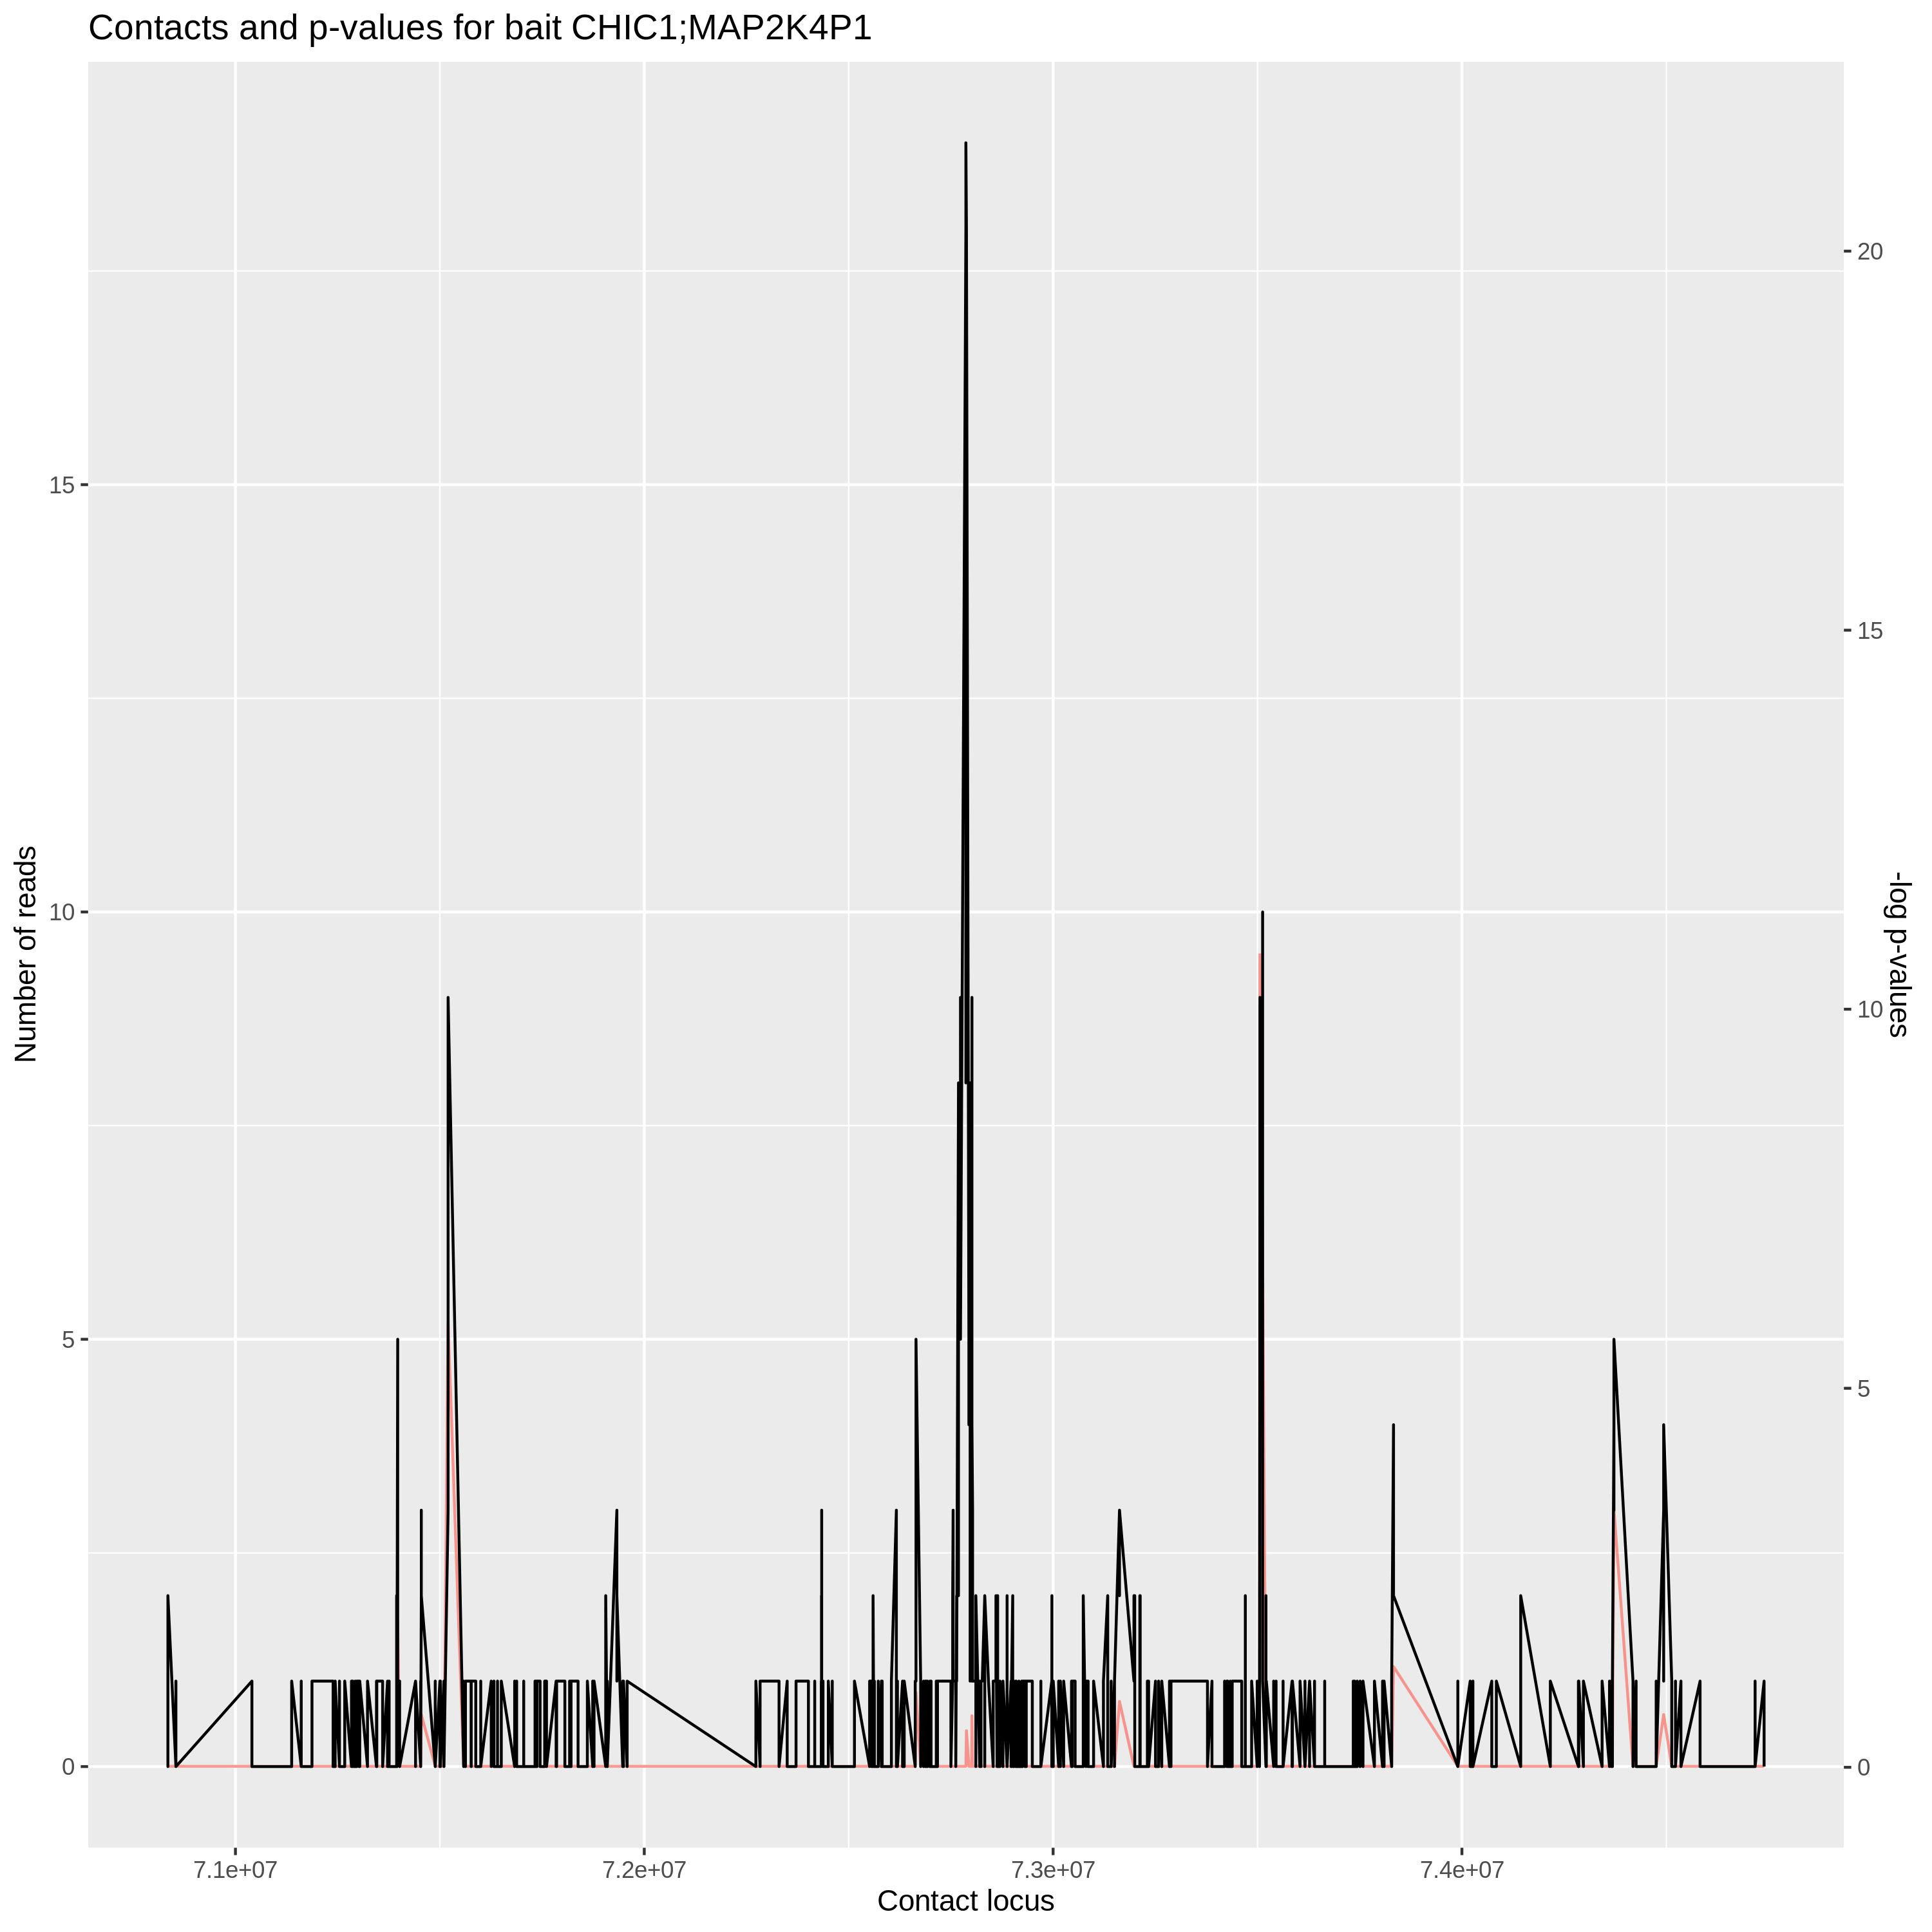 Contacts and p-values for bait CHIC1;MAP2K4P1
Number of reads
15
10
5
0
20
15
10
5
0
-log p-values
7.1e+07 7.2e+07 7.3e+07 7.4e+07
Contact locus